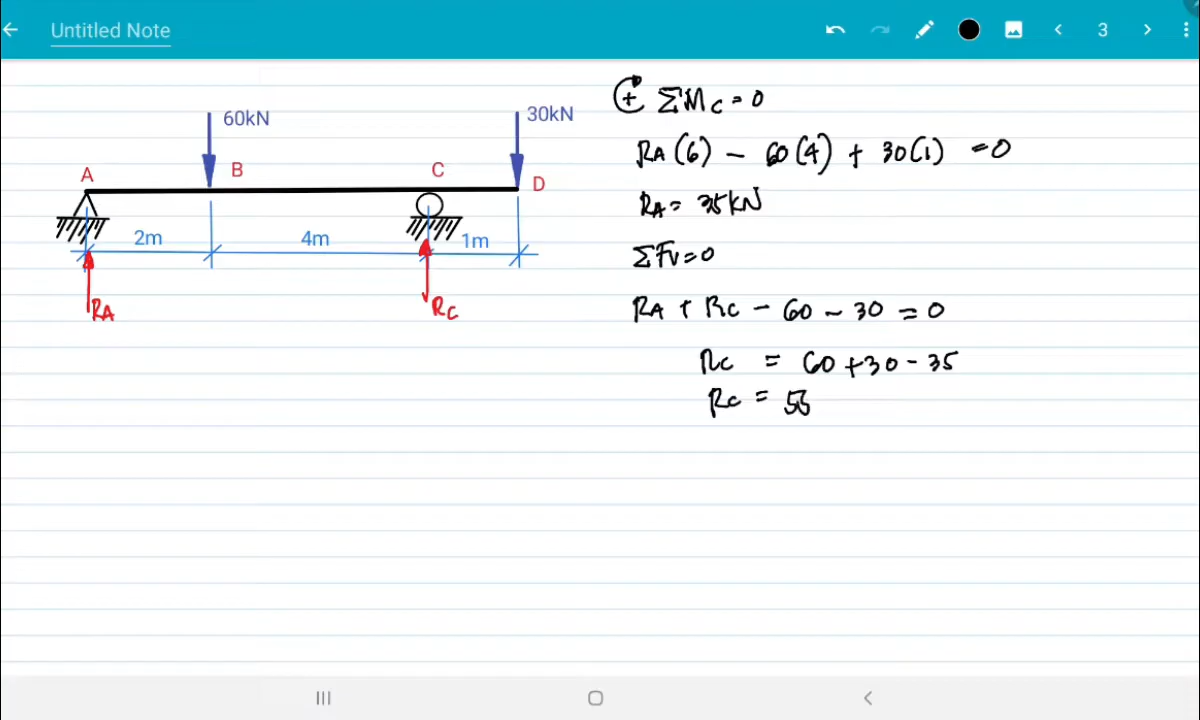 Untitled Note
3
60kN
30kN
A
B
C
D
2m
4m
1m
RA
RC
+ ΣMC = 0
RA (6) - 60 (4) + 30 (1) = 0
RA = 35 kN
ΣFV = 0
RA + RC - 60 - 30 = 0
RC = 60 + 30 - 35
RC = 55